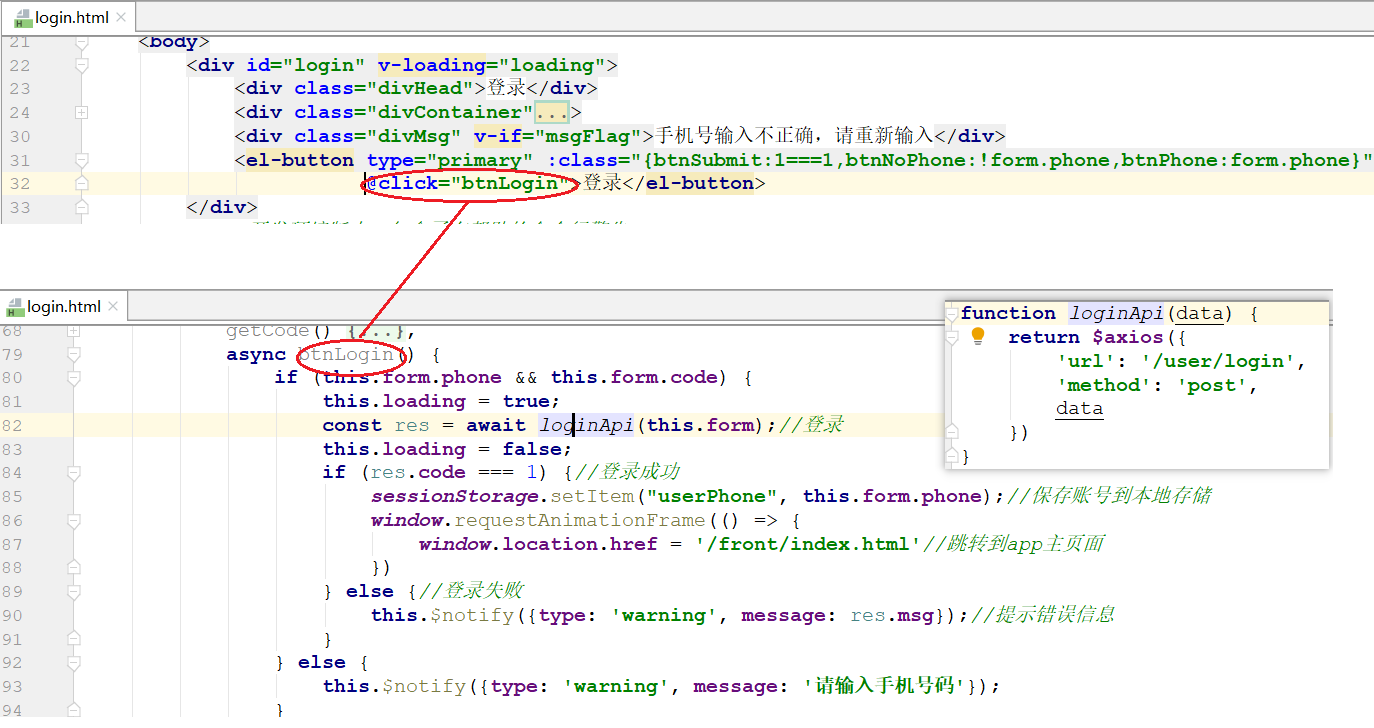 login.html
21 <body>
22 <div id="login" v-loading="loading">
23 <div class="divHead">登录</div>
24 <div class="divContainer"...>
30 <div class="divMsg" v-if="msgFlag">手机号输入不正确，请重新输入</div>
31 <el-button type="primary" :class="{btnSubmit:1===1,btnNoPhone:!form.phone,btnPhone:form.phone}"
32 @click="btnLogin">登录</el-button>
33 </div>
login.html
68 getCode() {...},
79 async btnLogin() {
80 if (this.form.phone && this.form.code) {
81 this.loading = true;
82 const res = await loginApi(this.form);//登录
83 this.loading = false;
84 if (res.code === 1) {//登录成功
85 sessionStorage.setItem("userPhone", this.form.phone);//保存账号到本地存储
86 window.requestAnimationFrame(() => {
87 window.location.href = '/front/index.html'//跳转到app主页面
88 })
89 } else {//登录失败
90 this.$notify({type: 'warning', message: res.msg});//提示错误信息
91 }
92 } else {
93 this.$notify({type: 'warning', message: '请输入手机号码'});
94 }
function loginApi(data) {
return $axios({
'url': '/user/login',
'method': 'post',
data
})
}